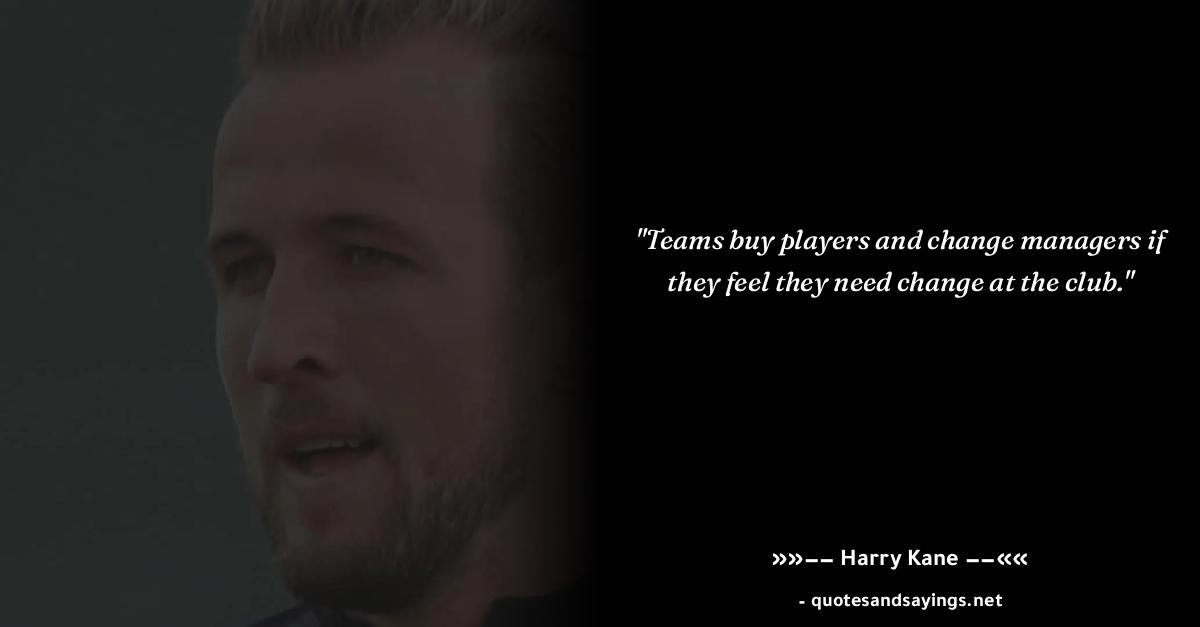 "Teams buy players and change managers if
they feel they need change at the club."
»»–– Harry Kane ––««
- quotesandsayings.net